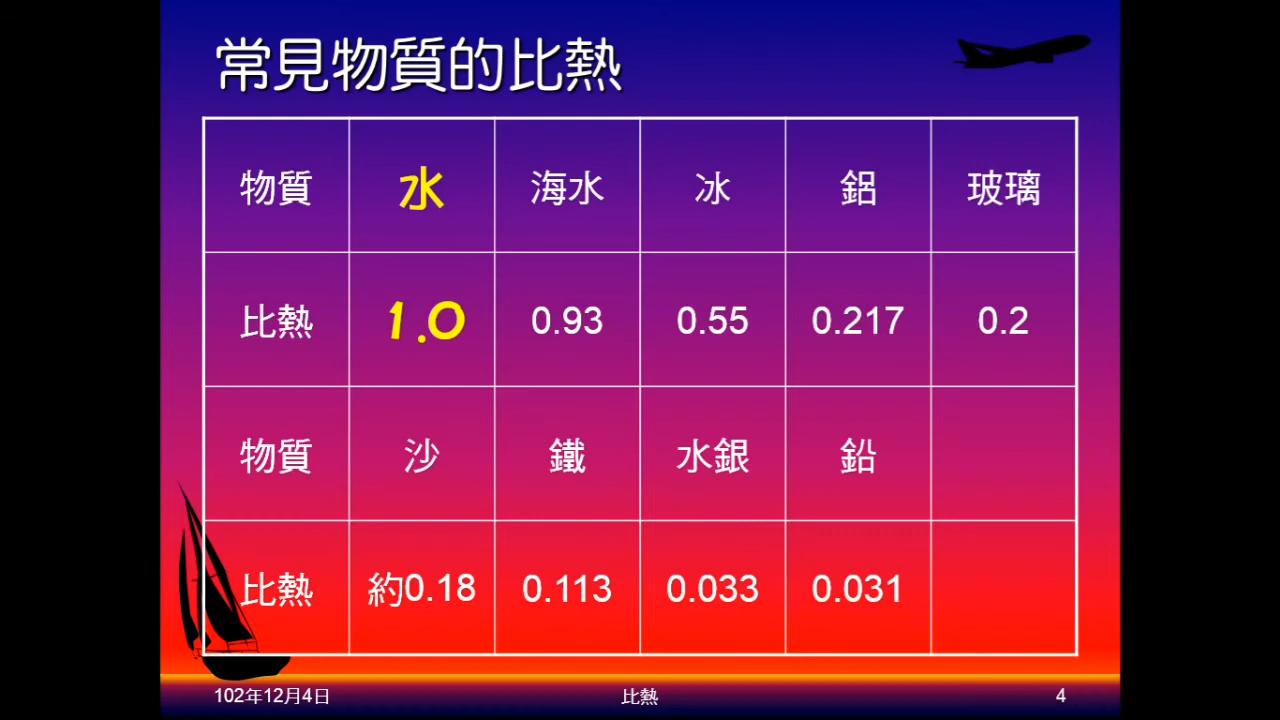 常見物質的比熱
物質 水 海水 冰 鋁 玻璃
比熱 1.0 0.93 0.55 0.217 0.2
物質 沙 鐵 水銀 鉛
比熱 約0.18 0.113 0.033 0.031
102年12月4日 比熱 4